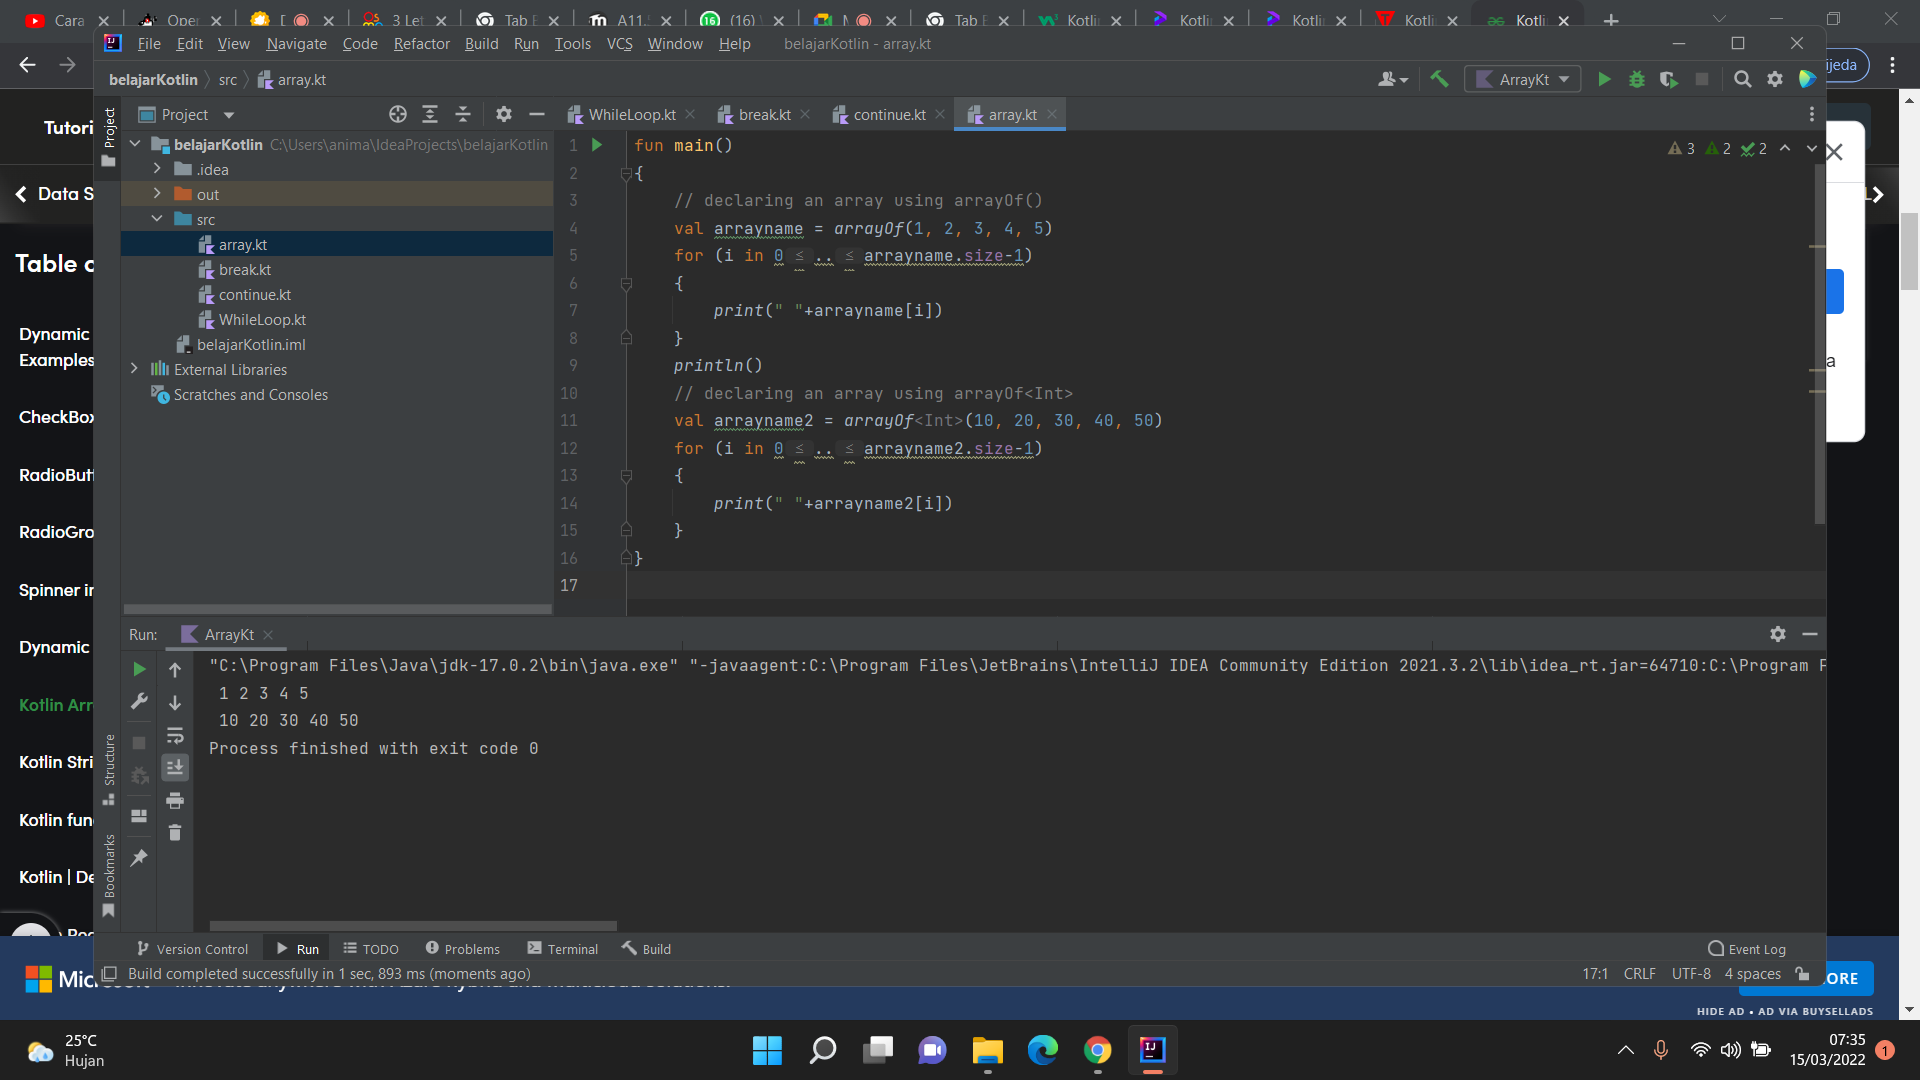 Cara
Oper
3 Let
Tab B
A11.
(16)
Tab B
Kotlin
Kotlin
Kotlin
Kotlin
Kotlin
File Edit View Navigate Code Refactor Build Run Tools VCS Window Help belajarKotlin - array.kt
belajarKotlin src array.kt
ArrayKt
ijeda
Project
Project
WhileLoop.kt
break.kt
continue.kt
array.kt
belajarKotlin C:\Users\anima\IdeaProjects\belajarKotlin
.idea
out
src
array.kt
break.kt
continue.kt
WhileLoop.kt
belajarKotlin.iml
External Libraries
Scratches and Consoles
3 2 2
1 fun main()
2 {
3 // declaring an array using arrayOf()
4 val arrayname = arrayOf(1, 2, 3, 4, 5)
5 for (i in 0 ≤ .. ≤ arrayname.size-1)
6 {
7 print(" "+arrayname[i])
8 }
9 println()
10 // declaring an array using arrayOf<Int>
11 val arrayname2 = arrayOf<Int>(10, 20, 30, 40, 50)
12 for (i in 0 ≤ .. ≤ arrayname2.size-1)
13 {
14 print(" "+arrayname2[i])
15 }
16 }
17
Tutori
Data S
Table c
Dynamic
Examples
CheckBox
RadioButt
RadioGro
Spinner in
Dynamic
Kotlin Arr
Kotlin Stri
Kotlin fun
Kotlin | De
a
Run: ArrayKt
"C:\Program Files\Java\jdk-17.0.2\bin\java.exe" "-javaagent:C:\Program Files\JetBrains\IntelliJ IDEA Community Edition 2021.3.2\lib\idea_rt.jar=64710:C:\Program F
1 2 3 4 5
10 20 30 40 50
Process finished with exit code 0
Structure
Bookmarks
Version Control Run TODO Problems Terminal Build Event Log
Build completed successfully in 1 sec, 893 ms (moments ago)
17:1 CRLF UTF-8 4 spaces
ORE
HIDE AD • AD VIA BUYSELLADS
25°C
Hujan
07:35
15/03/2022
1